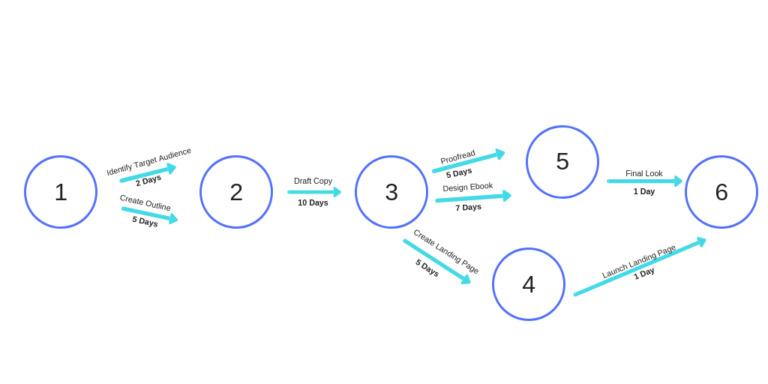 1
Identify Target Audience
2 Days
Create Outline
5 Days
2
Draft Copy
10 Days
3
Proofread
5 Days
Design Ebook
7 Days
Create Landing Page
5 Days
5
4
Final Look
1 Day
Launch Landing Page
1 Day
6